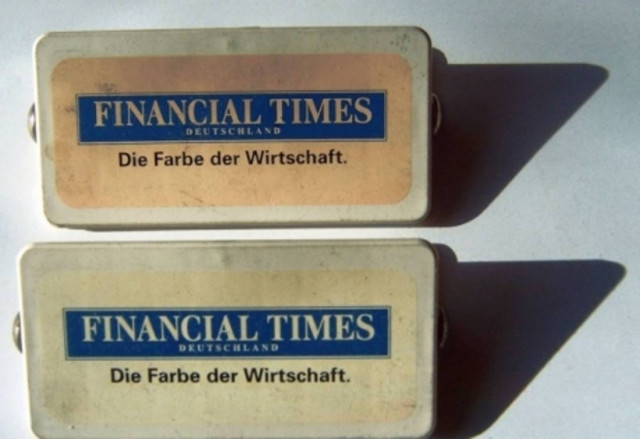 FINANCIAL TIMES
DEUTSCHLAND
Die Farbe der Wirtschaft.
FINANCIAL TIMES
DEUTSCHLAND
Die Farbe der Wirtschaft.